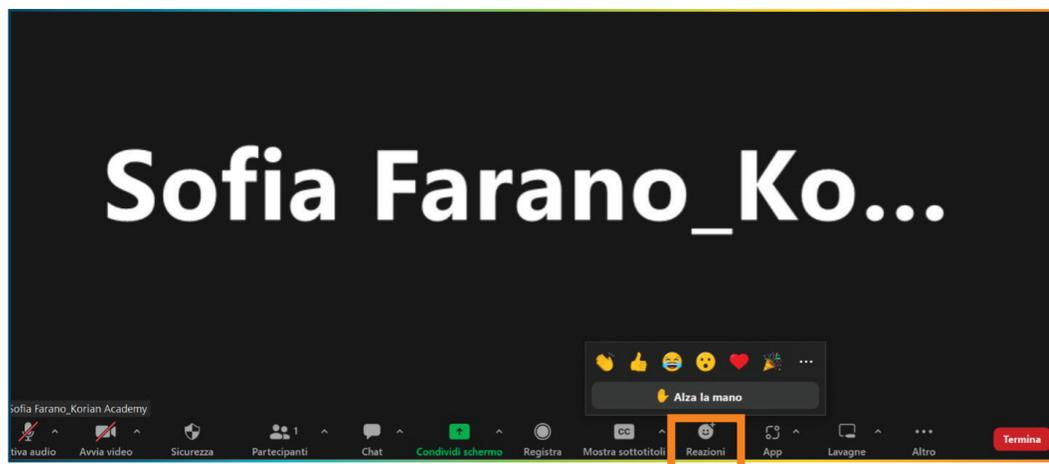 Sofia Farano_Ko...
Alza la mano
Sofia Farano_Korian Academy
1
CC
tiva audio Avvia video Sicurezza Partecipanti Chat Condividi schermo Registra Mostra sottotitoli Reazioni App Lavagne Altro
Termina